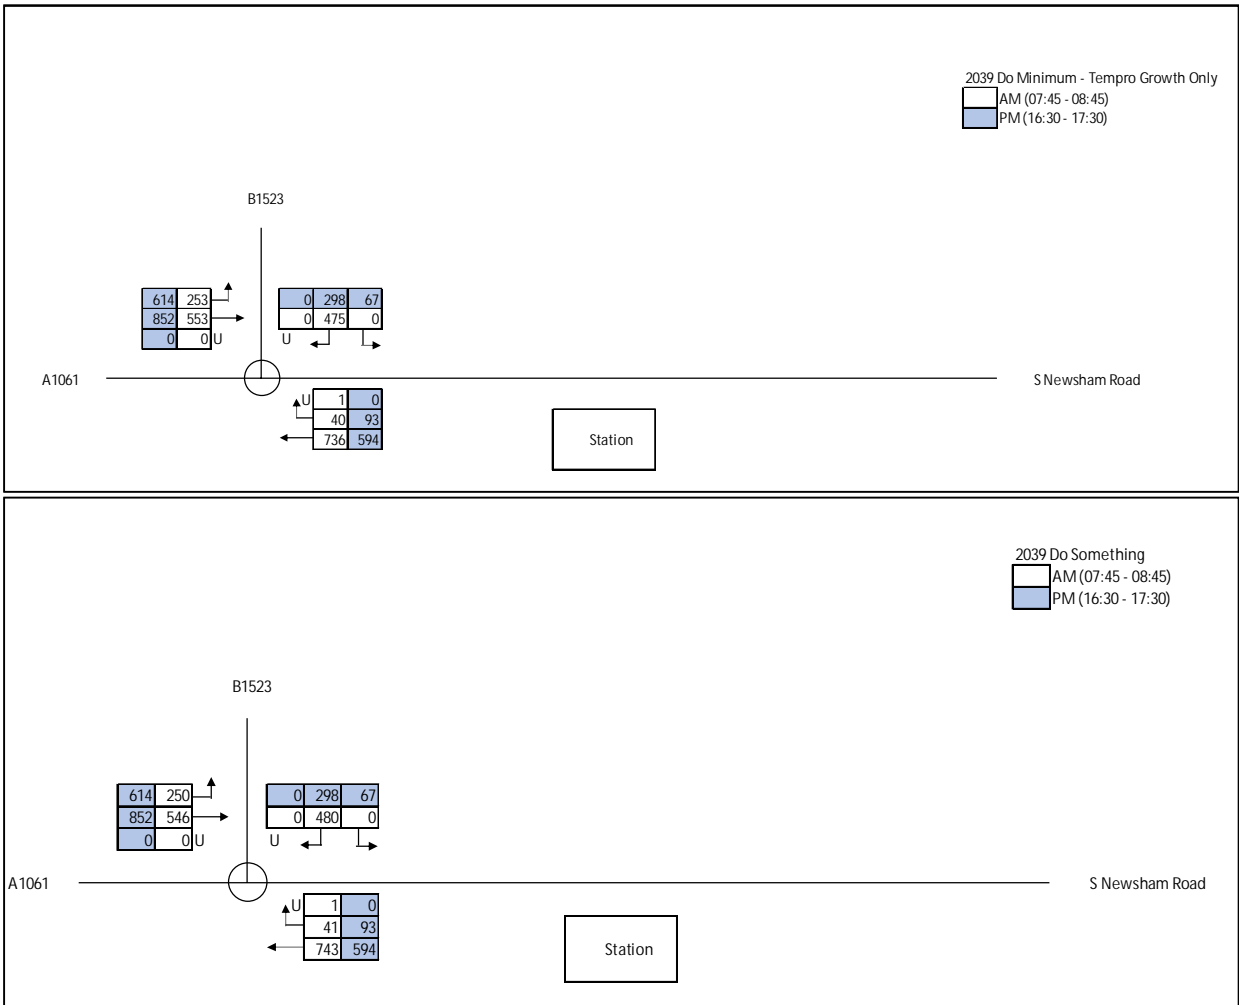 2039 Do Minimum - Tempro Growth Only
AM (07:45 - 08:45)
PM (16:30 - 17:30)
B1523
614 253
0 298 67
852 553
0 475 0
0 0 U
U
A1061
S Newsham Road
U 1 0
40 93
736 594
Station
2039 Do Something
AM (07:45 - 08:45)
PM (16:30 - 17:30)
B1523
614 250
0 298 67
852 546
0 480 0
0 0 U
U
A1061
S Newsham Road
U 1 0
41 93
743 594
Station